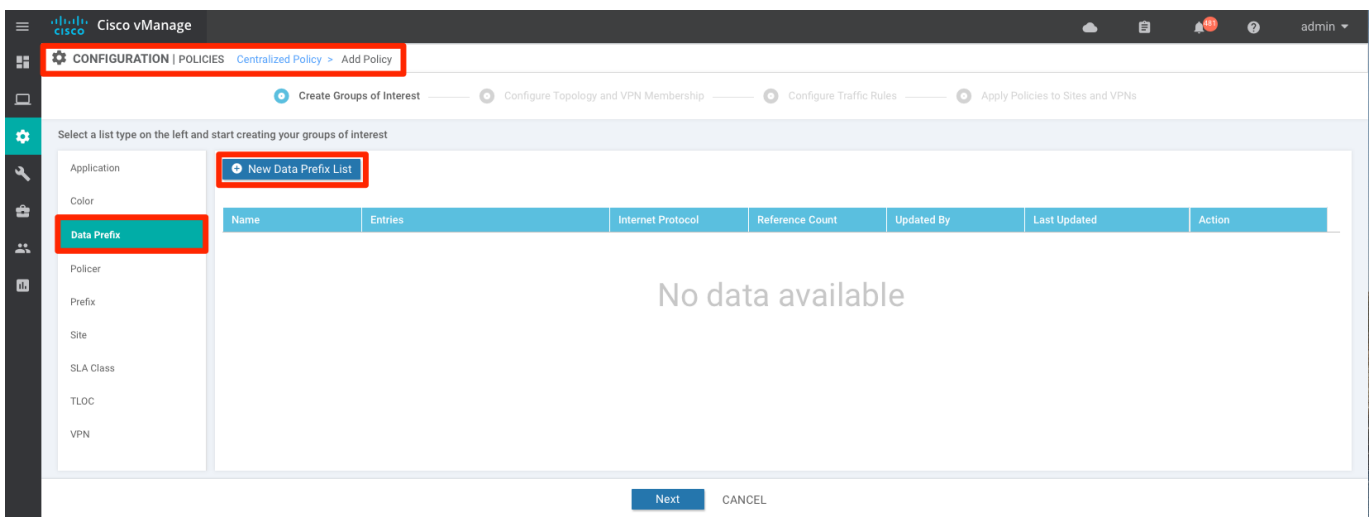 cisco Cisco vManage 481 admin
CONFIGURATION | POLICIES Centralized Policy > Add Policy
Create Groups of Interest Configure Topology and VPN Membership Configure Traffic Rules Apply Policies to Sites and VPNs
Select a list type on the left and start creating your groups of interest
Application
Color
Data Prefix
Policer
Prefix
Site
SLA Class
TLOC
VPN
New Data Prefix List
Name Entries Internet Protocol Reference Count Updated By Last Updated Action
No data available
Next CANCEL